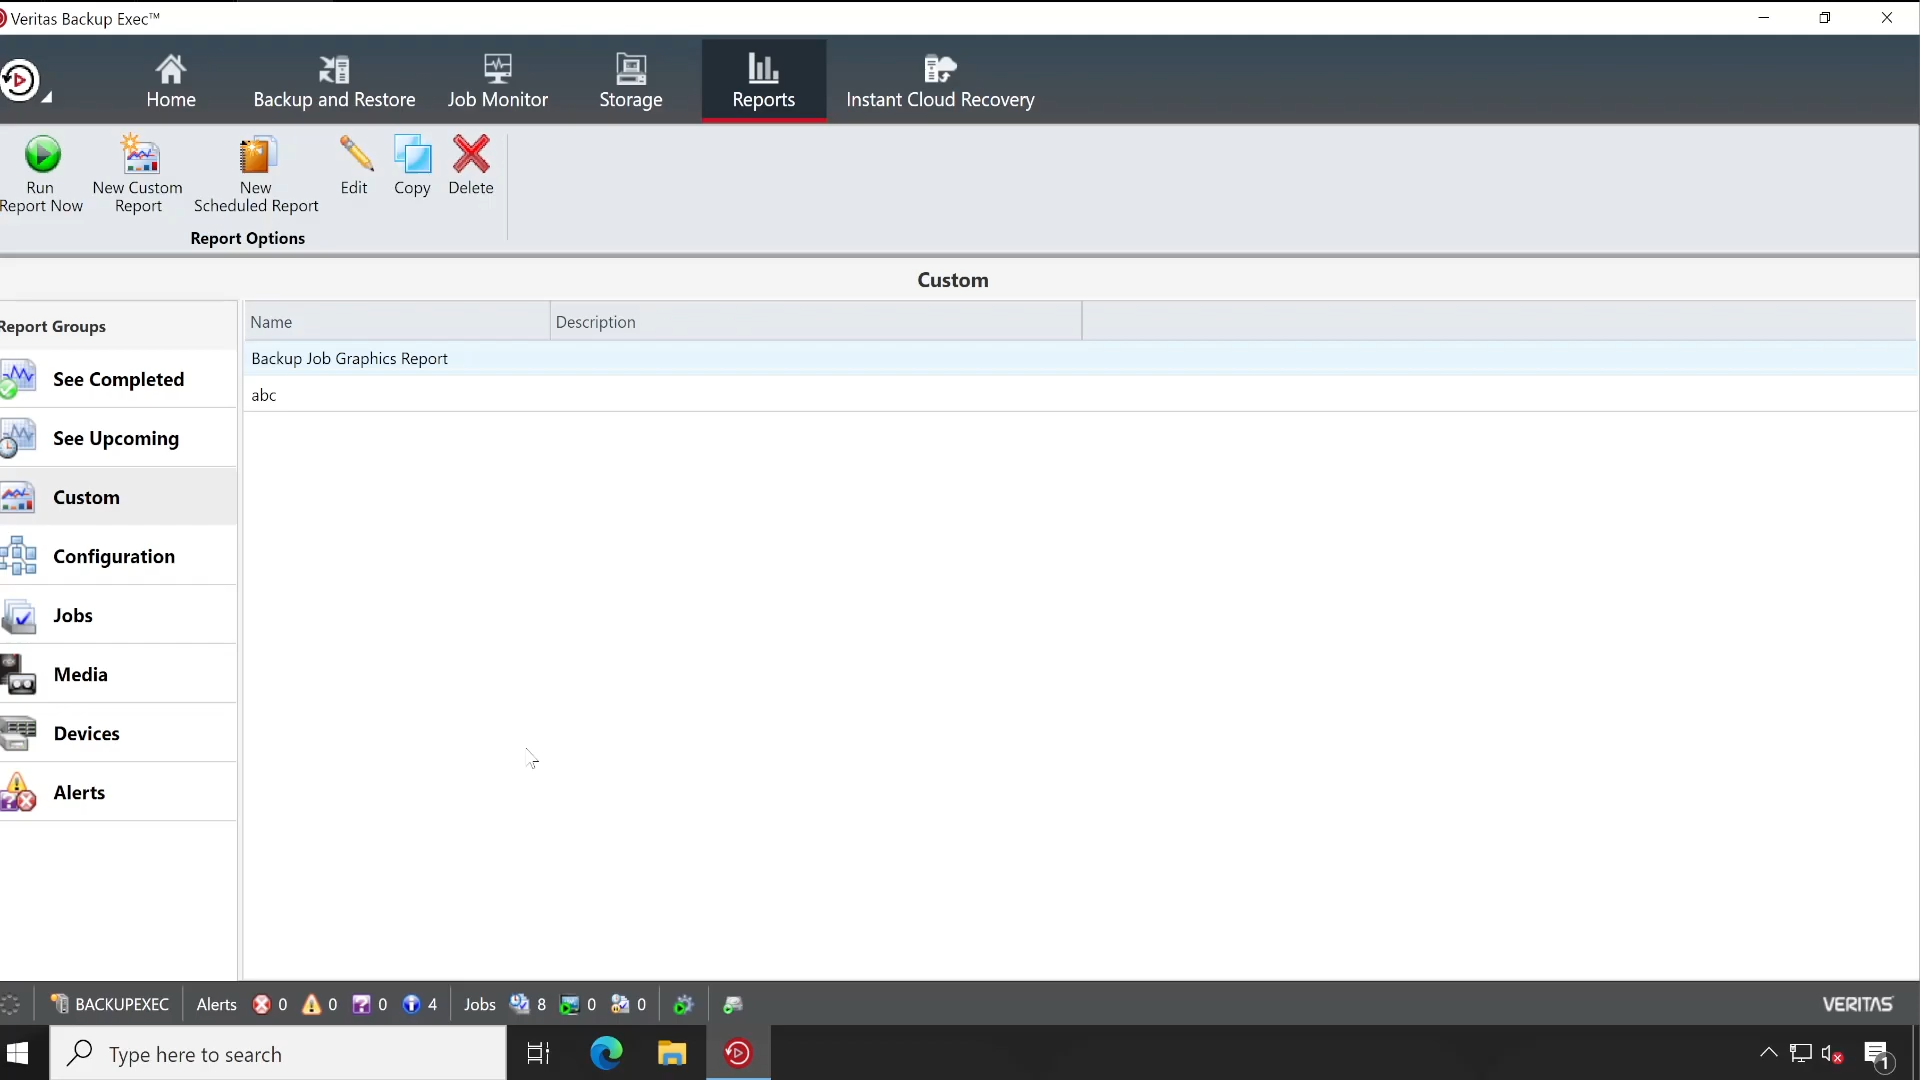 Veritas Backup Exec™
Home
Backup and Restore
Job Monitor
Storage
Reports
Instant Cloud Recovery
Run
Report Now
New Custom
Report
New
Scheduled Report
Edit
Copy
Delete
Report Options
Custom
Report Groups
Name
Description
See Completed
Backup Job Graphics Report
abc
See Upcoming
Custom
Configuration
Jobs
Media
Devices
Alerts
BACKUPEXEC
Alerts 0 0 0 4
Jobs 8 0 0
VERITAS
Type here to search
1